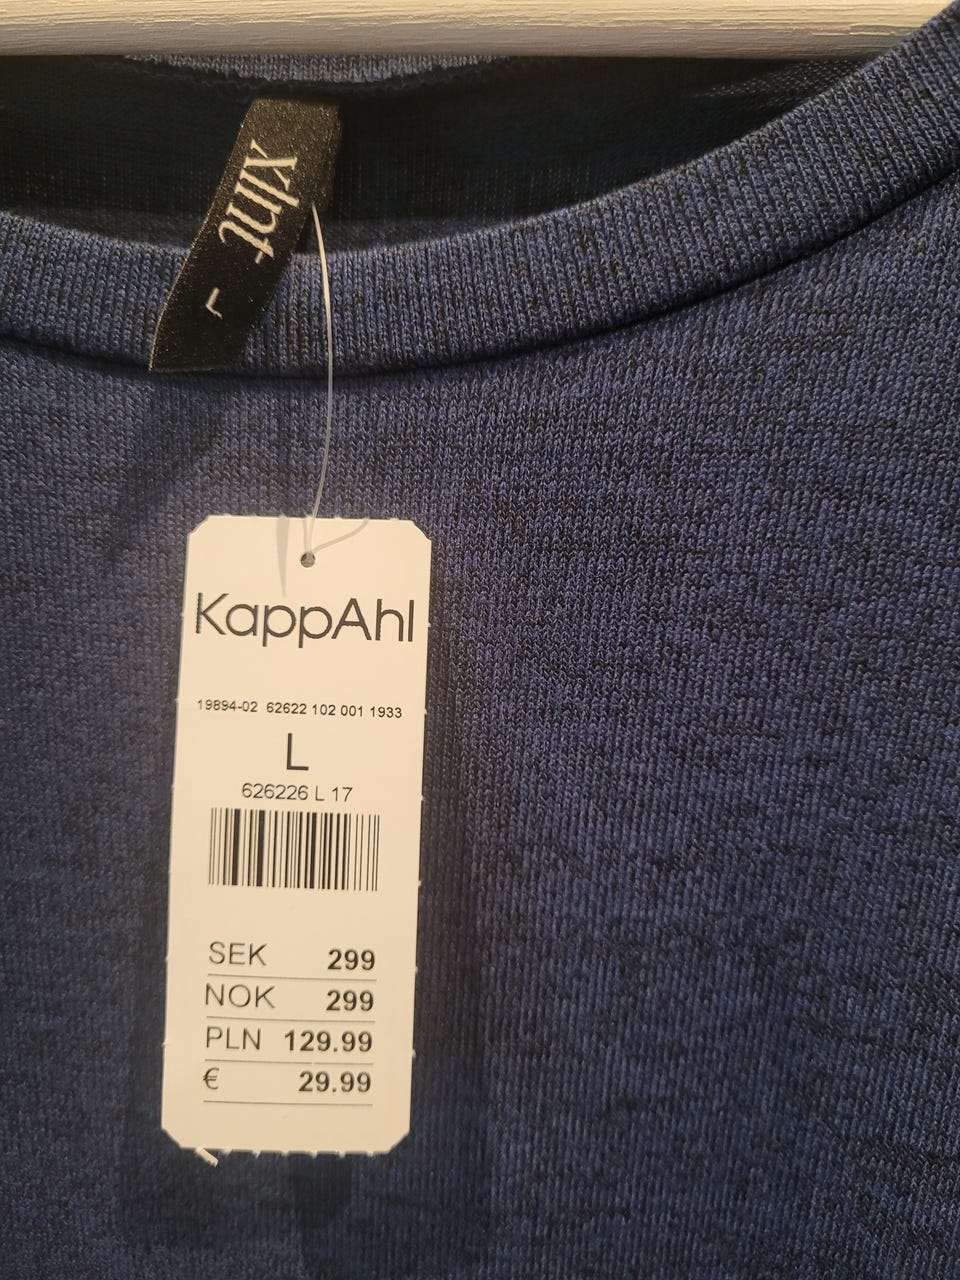 xlnt
L
KappAhl
19894-02 62622 102 001 1933
L
626226 L 17
SEK 299
NOK 299
PLN 129.99
€ 29.99